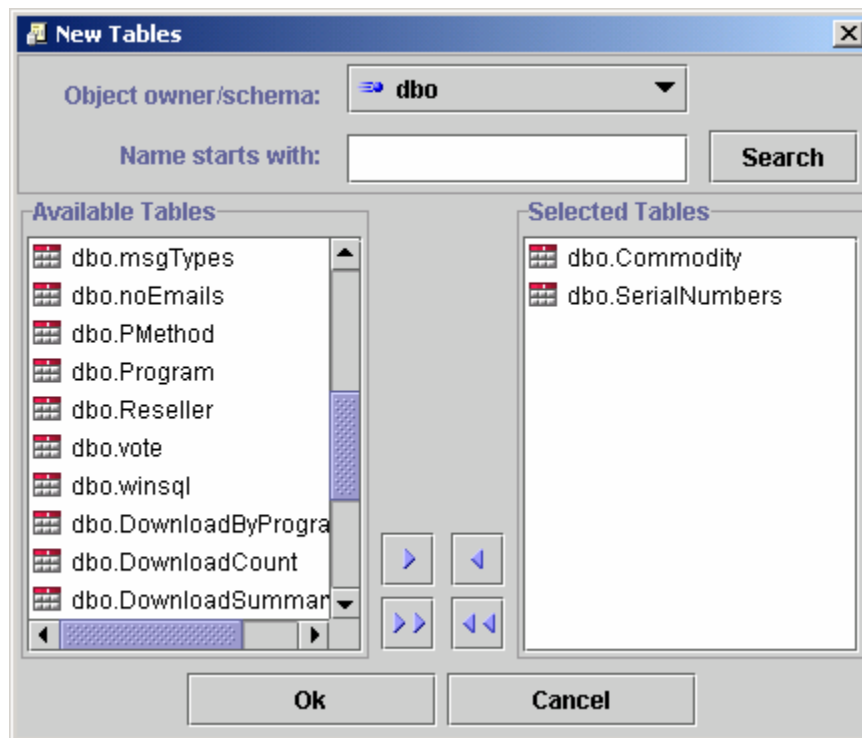 New Tables
Object owner/schema: dbo
Name starts with: Search
Available Tables
dbo.msgTypes
dbo.noEmails
dbo.PMethod
dbo.Program
dbo.Reseller
dbo.vote
dbo.winsql
dbo.DownloadByProgra
dbo.DownloadCount
dbo.DownloadSummar
Selected Tables
dbo.Commodity
dbo.SerialNumbers
Ok Cancel